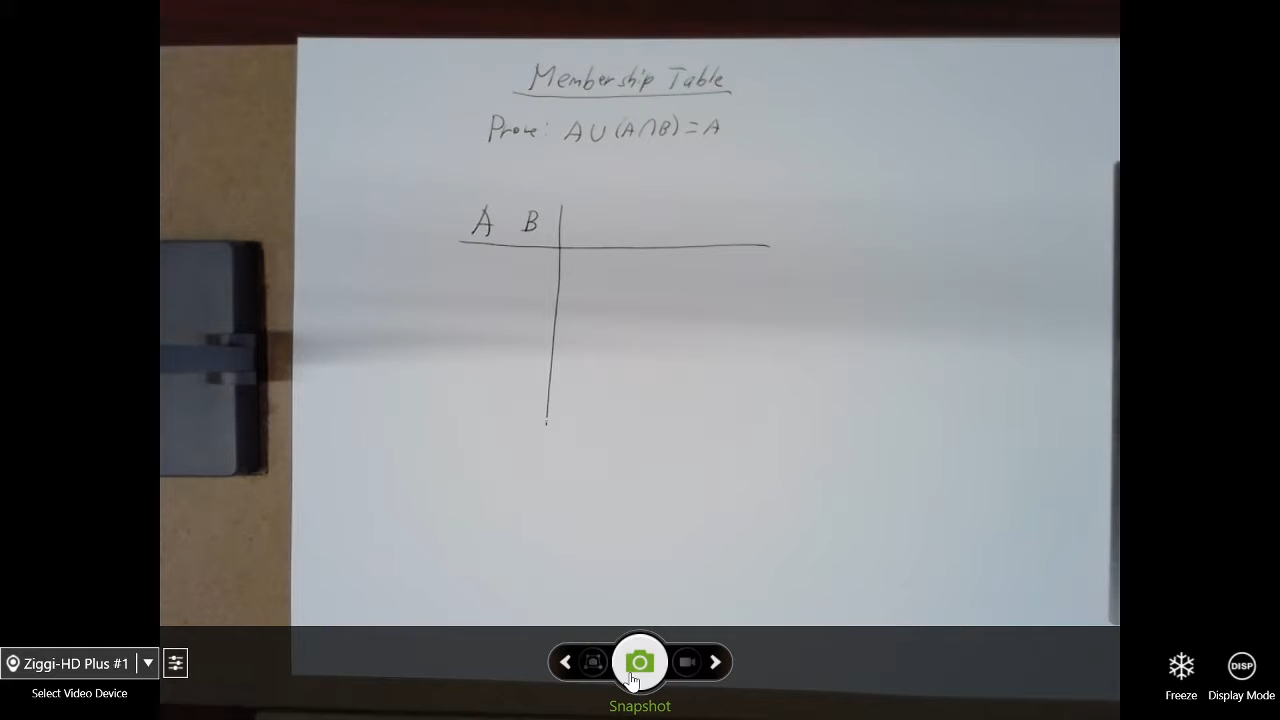 Membership Table
Prove: A∪(A∩B)=A
A B
Ziggi-HD Plus #1
Select Video Device
Snapshot
Freeze
DISP
Display Mode